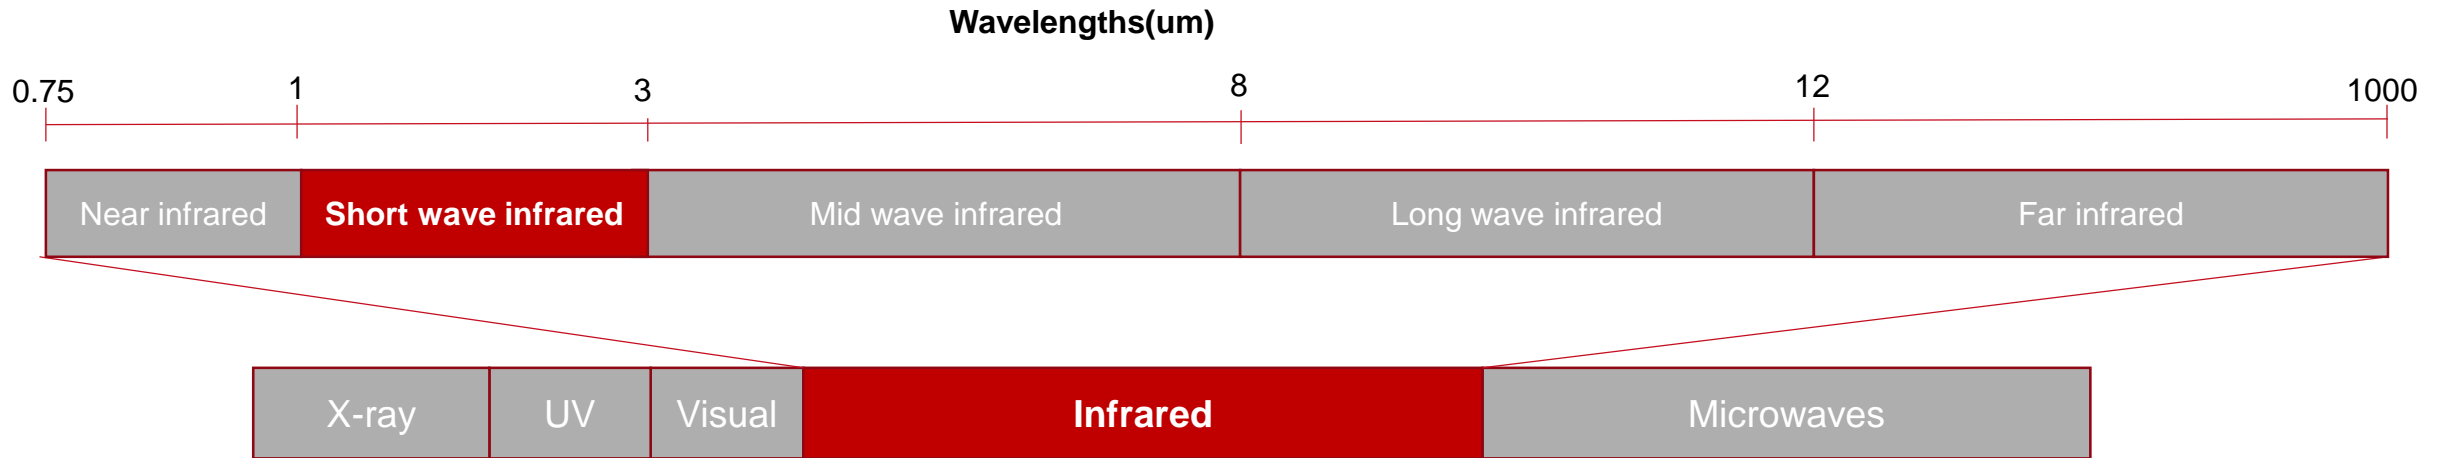 Wavelengths(um)
0.75 1 3 8 12 1000
Near infrared Short wave infrared Mid wave infrared Long wave infrared Far infrared
X-ray UV Visual Infrared Microwaves